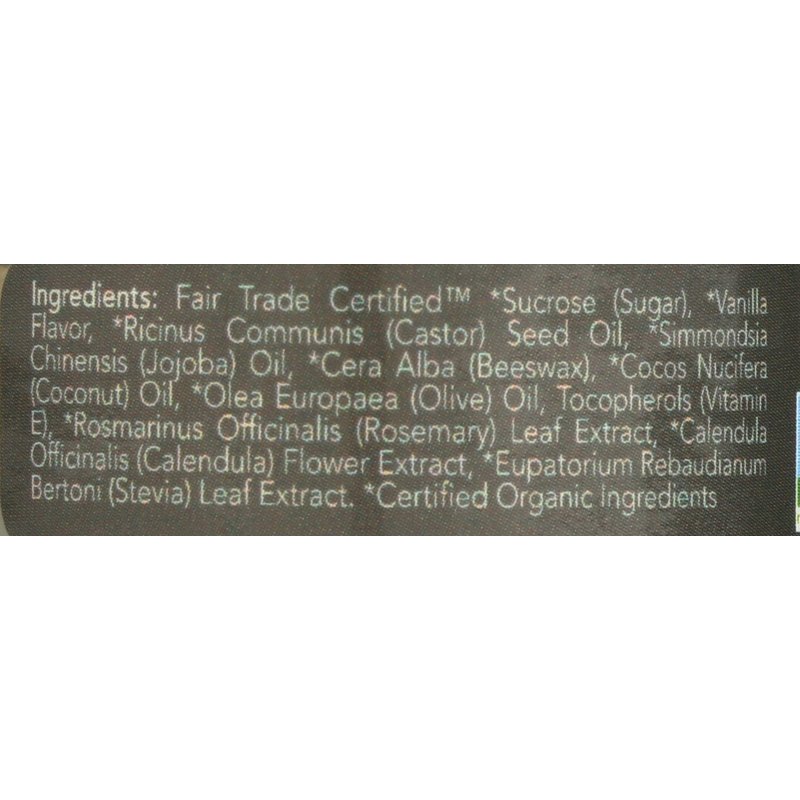 Ingredients: Fair Trade Certified™ *Sucrose (Sugar), *Vanilla
Flavor, *Ricinus Communis (Castor) Seed Oil, *Simmondsia
Chinensis (Jojoba) Oil, *Cera Alba (Beeswax), *Cocos Nucifera
(Coconut) Oil, *Olea Europaea (Olive) Oil, Tocopherols (Vitamin
E), *Rosmarinus Officinalis (Rosemary) Leaf Extract, *Calendula
Officinalis (Calendula) Flower Extract, *Eupatorium Rebaudianum
Bertoni (Stevia) Leaf Extract. *Certified Organic Ingredients